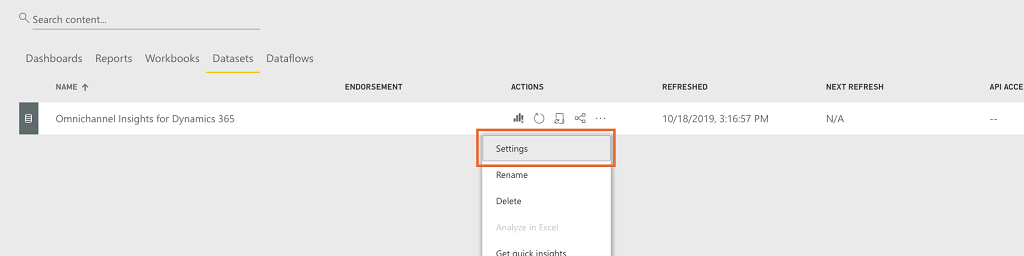 Search content...
Dashboards Reports Workbooks Datasets Dataflows
NAME ENDORSEMENT ACTIONS REFRESHED NEXT REFRESH API ACCE
Omnichannel Insights for Dynamics 365 10/18/2019, 3:16:57 PM N/A --
Settings
Rename
Delete
Analyze in Excel
Get quick insights